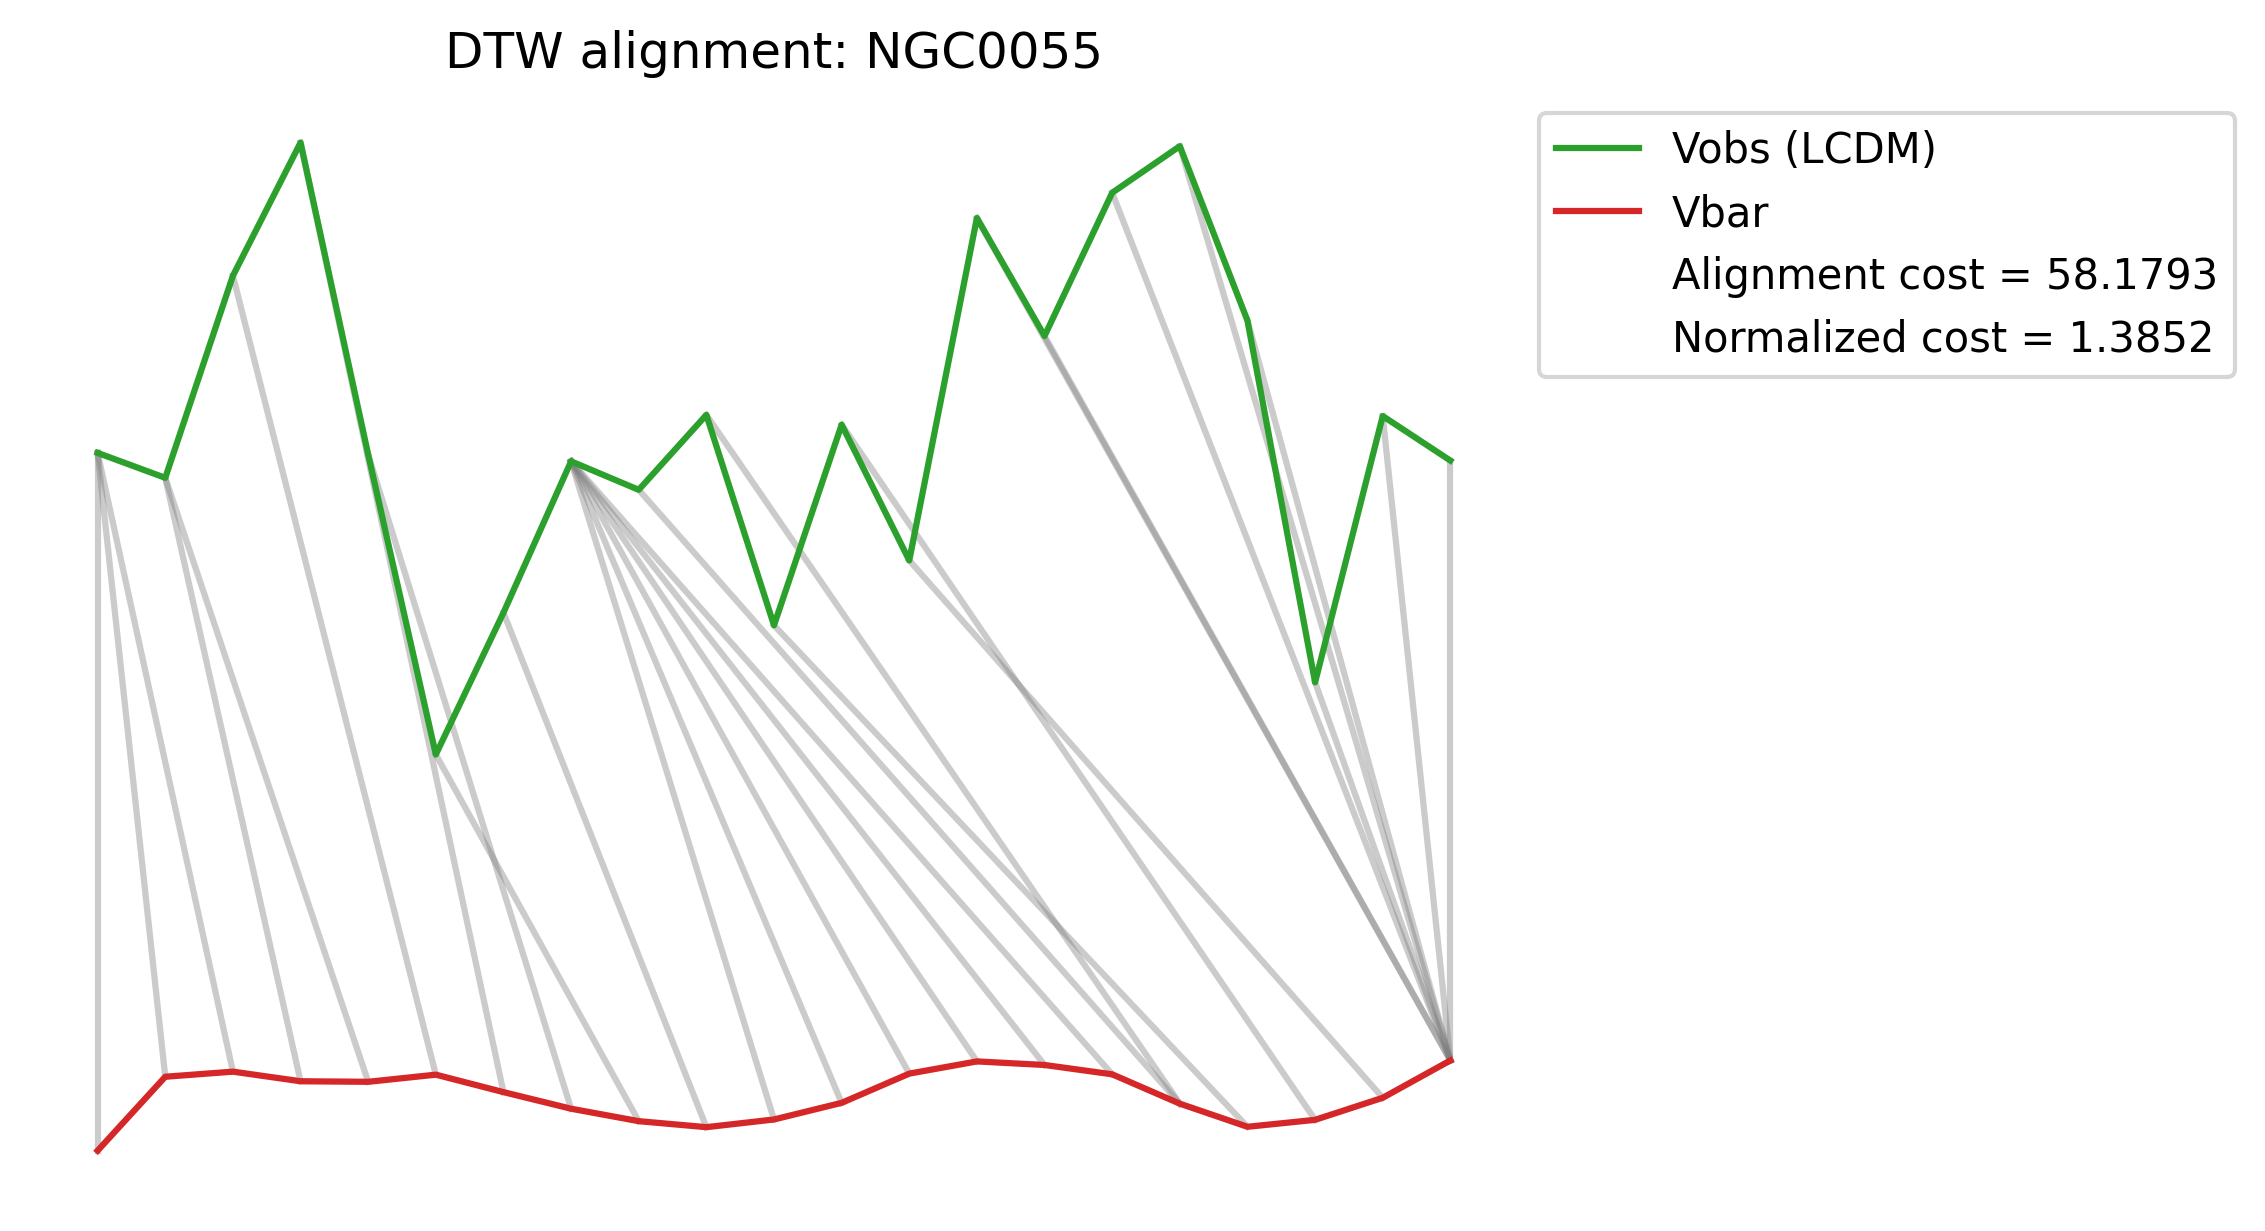 DTW alignment: NGC0055
Vobs (LCDM)
Vbar
Alignment cost = 58.1793
Normalized cost = 1.3852